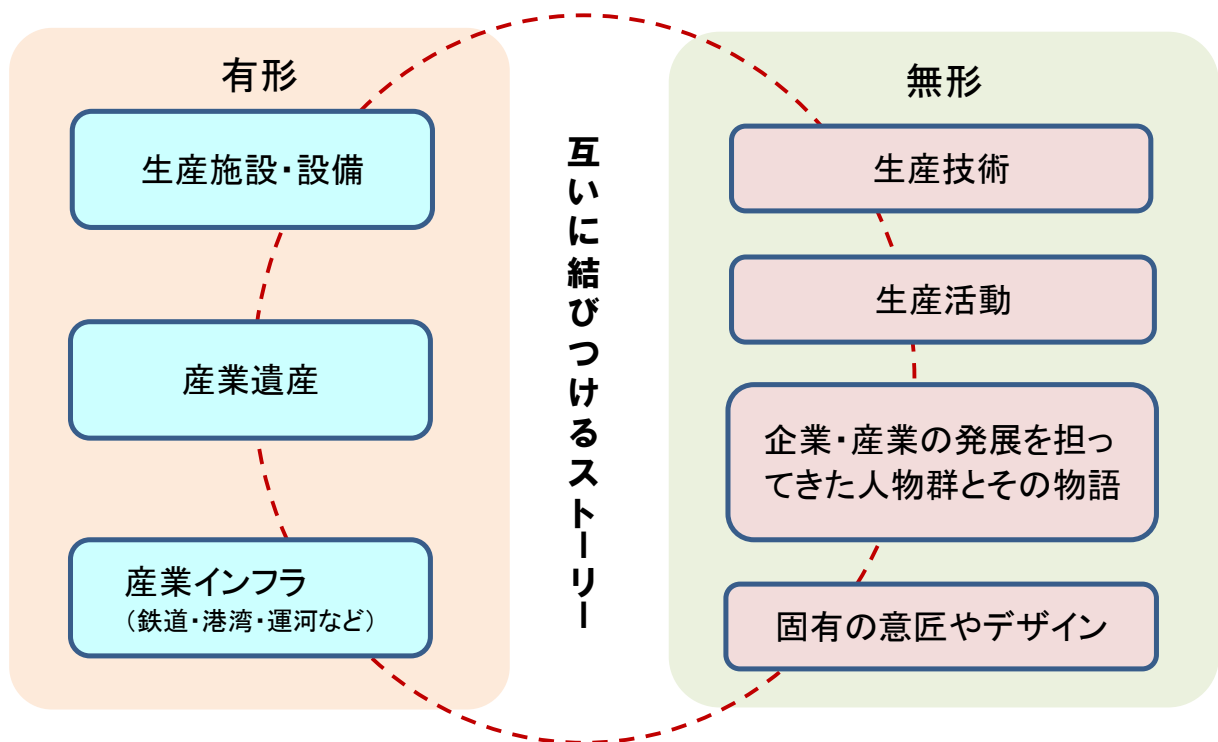 有形
生産施設・設備
産業遺産
産業インフラ
（鉄道・港湾・運河など）
互いに結びつけるストーリー
無形
生産技術
生産活動
企業・産業の発展を担っ
てきた人物群とその物語
固有の意匠やデザイン